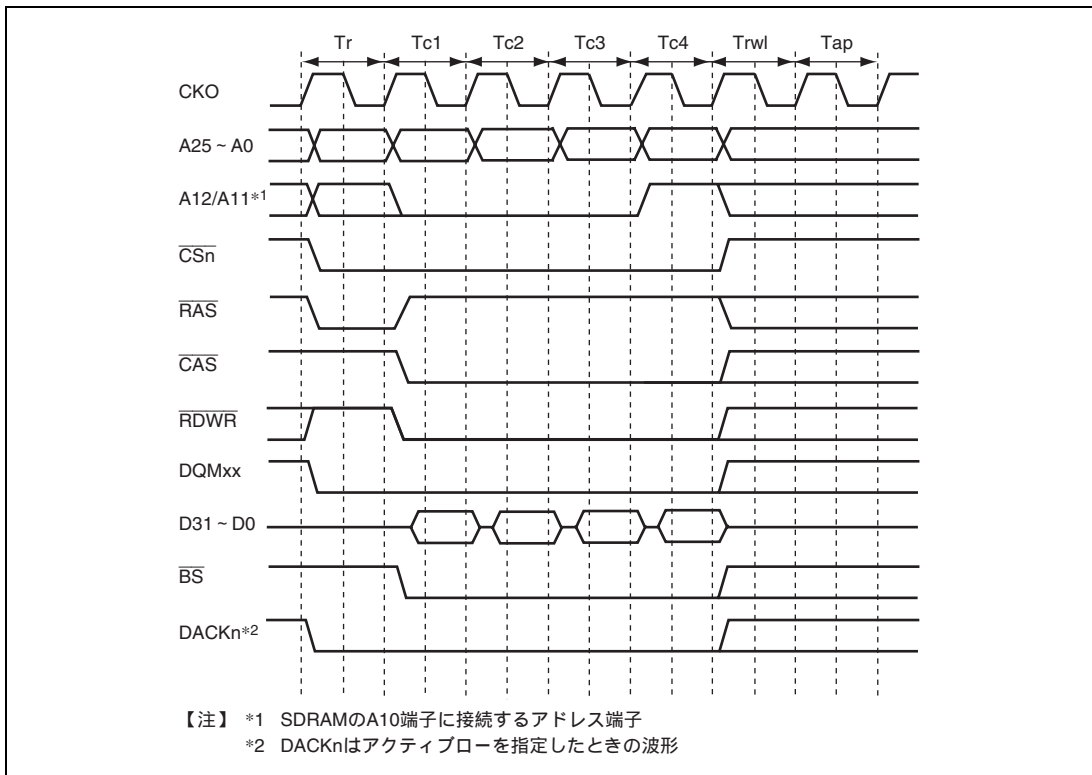 Tr Tc1 Tc2 Tc3 Tc4 Trwl Tap
CKO
A25 ~ A0
A12/A11*1
CSn
RAS
CAS
RDWR
DQMxx
D31 ~ D0
BS
DACKn*2
【注】 *1 SDRAMのA10端子に接続するアドレス端子
*2 DACKnはアクティブローを指定したときの波形